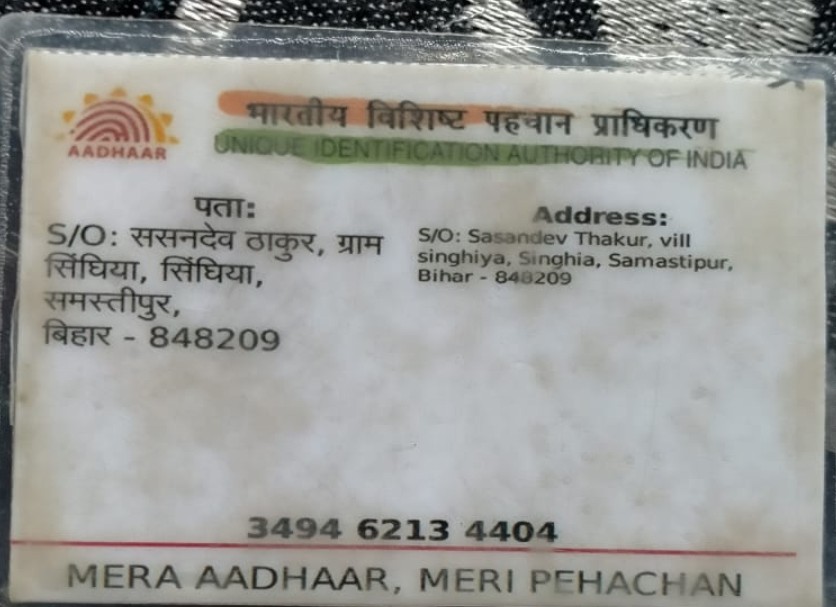 AADHAAR
भारतीय विशिष्ट पहचान प्राधिकरण
UNIQUE IDENTIFICATION AUTHORITY OF INDIA
पता:
S/O: ससनदेव ठाकुर, ग्राम
सिंघिया, सिंघिया,
समस्तीपुर,
बिहार - 848209
Address:
S/O: Sasandev Thakur, vill
singhiya, Singhia, Samastipur,
Bihar - 848209
3494 6213 4404
MERA AADHAAR, MERI PEHACHAN